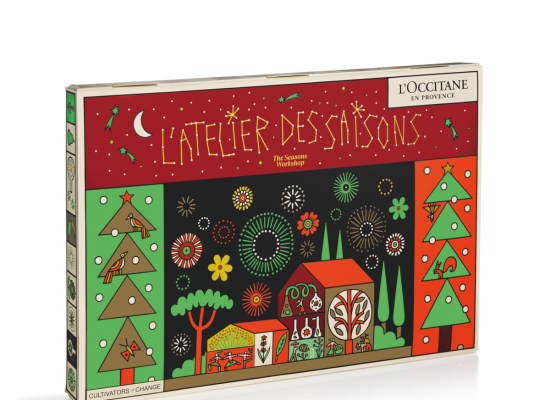 L'OCCITANE
EN PROVENCE
L'ATELIER DES SAISONS
The Seasons
Workshop
CULTIVATORS OF CHANGE